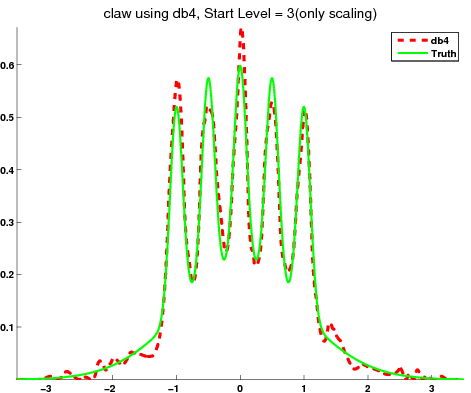 claw using db4, Start Level = 3(only scaling)
db4
Truth
0.6
0.5
0.4
0.3
0.2
0.1
−3 −2 −1 0 1 2 3